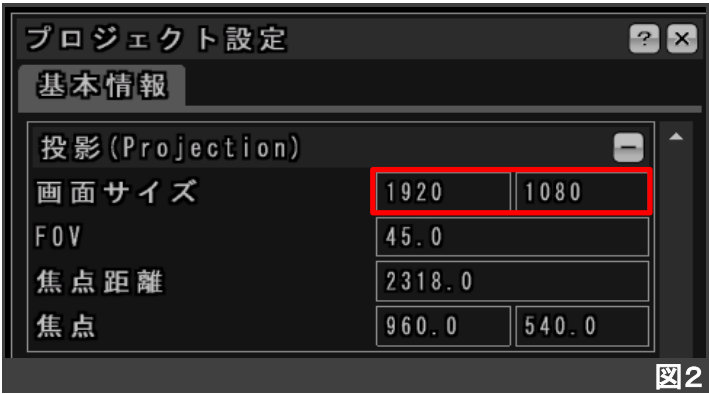 プロジェクト設定 ? ×
基本情報
投影(Projection) −
画面サイズ 1920 1080
FOV 45.0
焦点距離 2318.0
焦点 960.0 540.0
図2